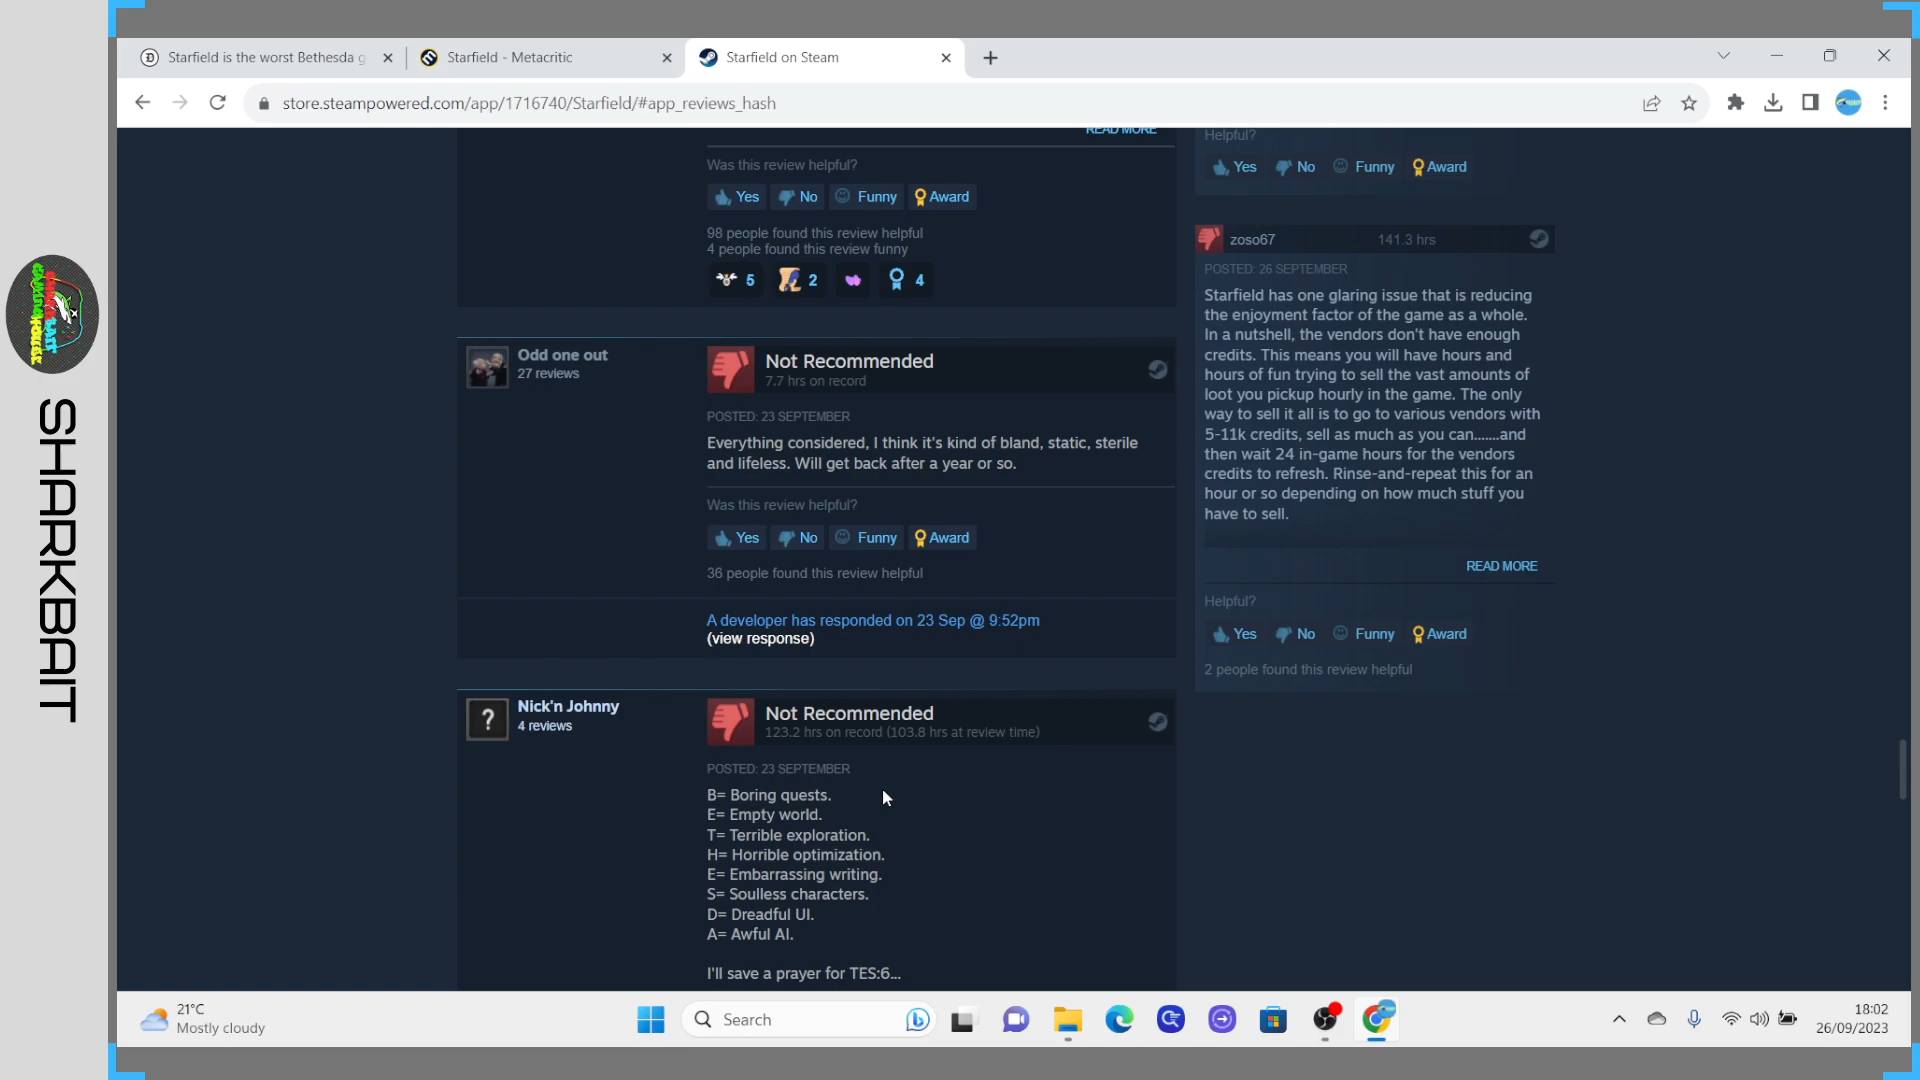 Starfield is the worst Bethesda g
Starfield - Metacritic
Starfield on Steam
store.steampowered.com/app/1716740/Starfield/#app_reviews_hash
SHARKBAIT
READ MORE
Was this review helpful?
Yes No Funny Award
98 people found this review helpful
4 people found this review funny
5 2 4
Odd one out
27 reviews
Not Recommended
7.7 hrs on record
POSTED: 23 SEPTEMBER
Everything considered, I think it's kind of bland, static, sterile
and lifeless. Will get back after a year or so.
Was this review helpful?
Yes No Funny Award
36 people found this review helpful
A developer has responded on 23 Sep @ 9:52pm
(view response)
Nick'n Johnny
4 reviews
?
Not Recommended
123.2 hrs on record (103.8 hrs at review time)
POSTED: 23 SEPTEMBER
B= Boring quests.
E= Empty world.
T= Terrible exploration.
H= Horrible optimization.
E= Embarrassing writing.
S= Soulless characters.
D= Dreadful UI.
A= Awful AI.
I'll save a prayer for TES:6...
Helpful?
Yes No Funny Award
zoso67
141.3 hrs
POSTED: 26 SEPTEMBER
Starfield has one glaring issue that is reducing
the enjoyment factor of the game as a whole.
In a nutshell, the vendors don't have enough
credits. This means you will have hours and
hours of fun trying to sell the vast amounts of
loot you pickup hourly in the game. The only
way to sell it all is to go to various vendors with
5-11k credits, sell as much as you can.......and
then wait 24 in-game hours for the vendors
credits to refresh. Rinse-and-repeat this for an
hour or so depending on how much stuff you
have to sell.
READ MORE
Helpful?
Yes No Funny Award
2 people found this review helpful
21°C
Mostly cloudy
Search
18:02
26/09/2023